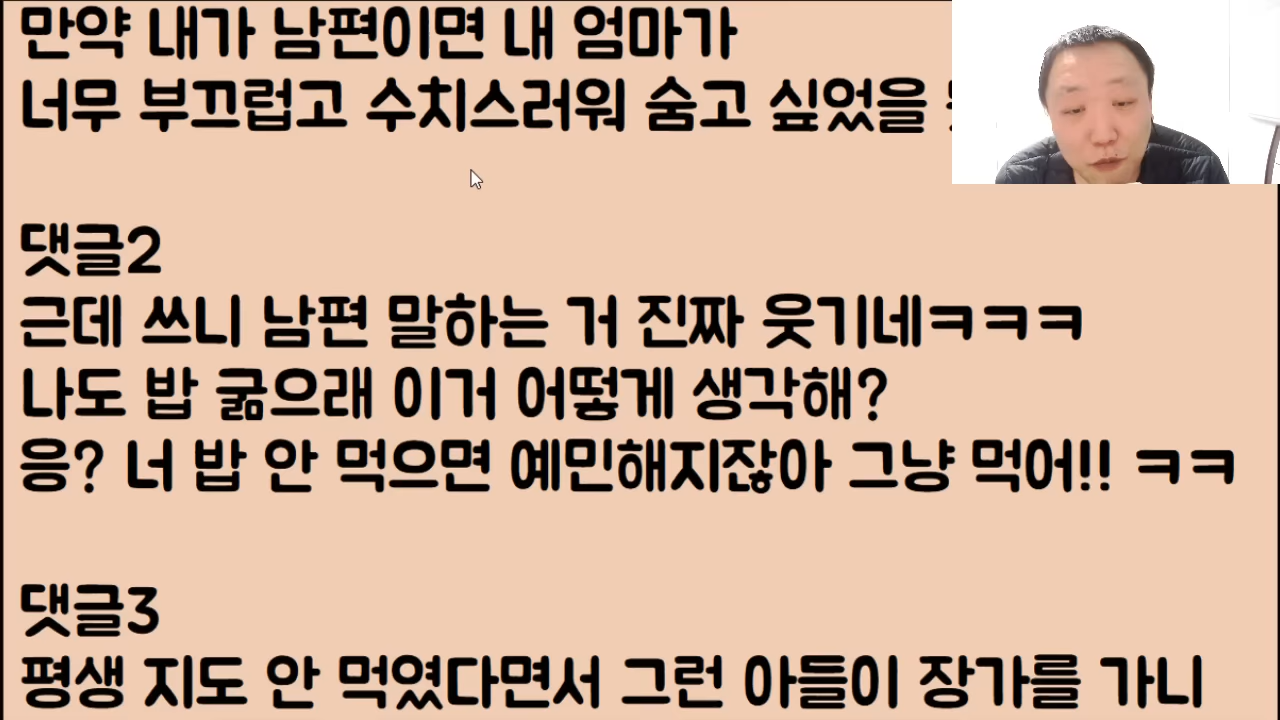 만약 내가 남편이면 내 엄마가
너무 부끄럽고 수치스러워 숨고 싶었을
댓글2
근데 쓰니 남편 말하는 거 진짜 웃기네ㅋㅋㅋ
나도 밥 굶으래 이거 어떻게 생각해?
응? 너 밥 안 먹으면 예민해지잖아 그냥 먹어!! ㅋㅋ
댓글3
평생 지도 안 먹였다면서 그런 아들이 장가를 가니